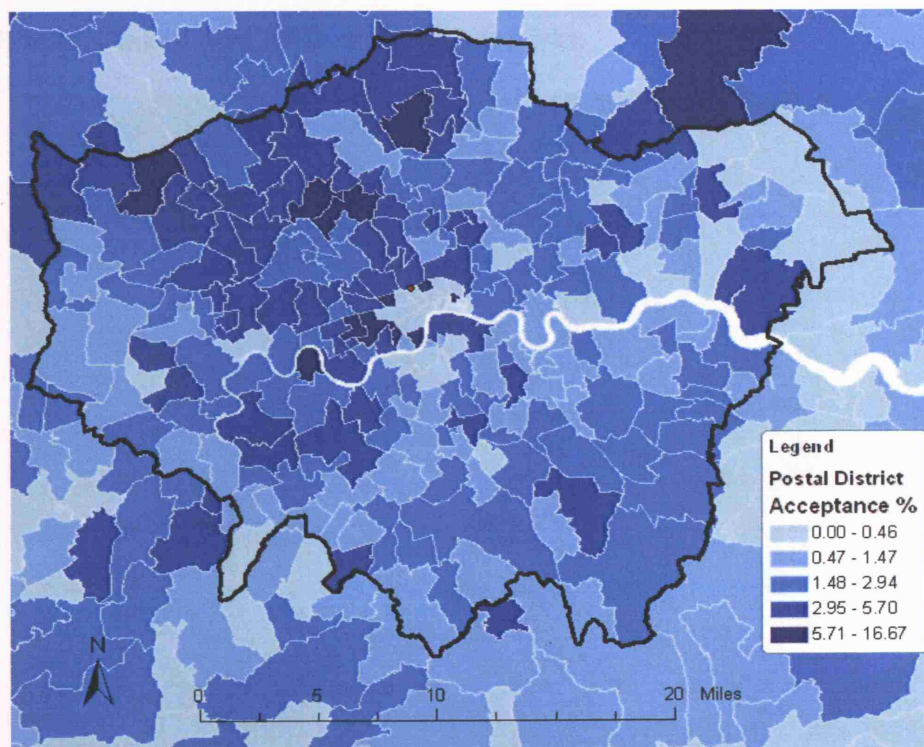 Legend
Postal District
Acceptance %
0.00 - 0.46
0.47 - 1.47
1.48 - 2.94
2.95 - 5.70
5.71 - 16.67
N
0 5 10 20 Miles